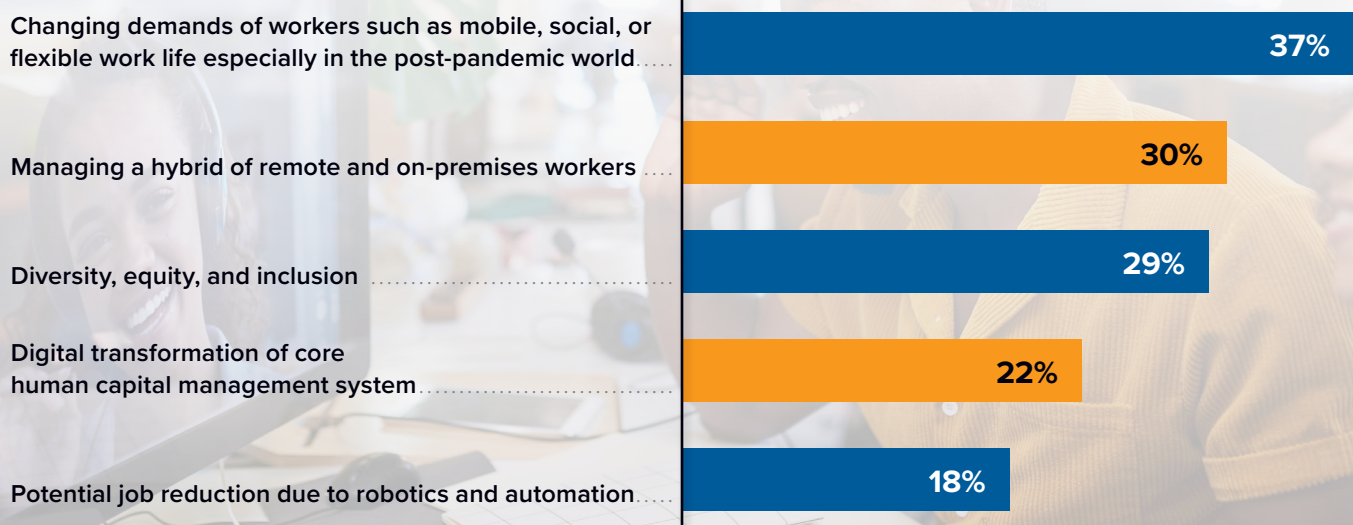 Changing demands of workers such as mobile, social, or
flexible work life especially in the post-pandemic world.....
37%
Managing a hybrid of remote and on-premises workers ....
30%
Diversity, equity, and inclusion ......................................
29%
Digital transformation of core
human capital management system................................
22%
Potential job reduction due to robotics and automation.....
18%